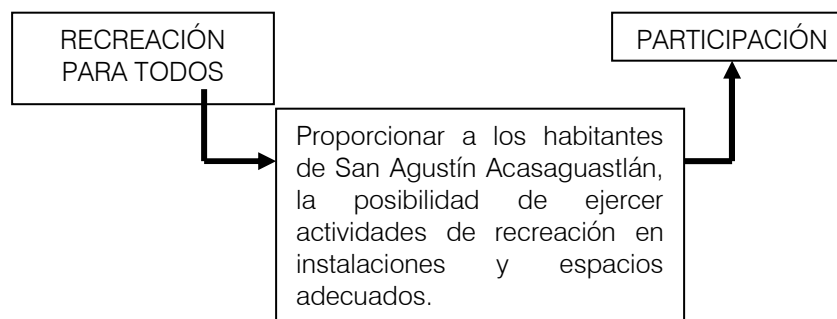 RECREACIÓN
PARA TODOS
PARTICIPACIÓN
Proporcionar a los habitantes
de San Agustín Acasaguastlán,
la posibilidad de ejercer
actividades de recreación en
instalaciones y espacios
adecuados.